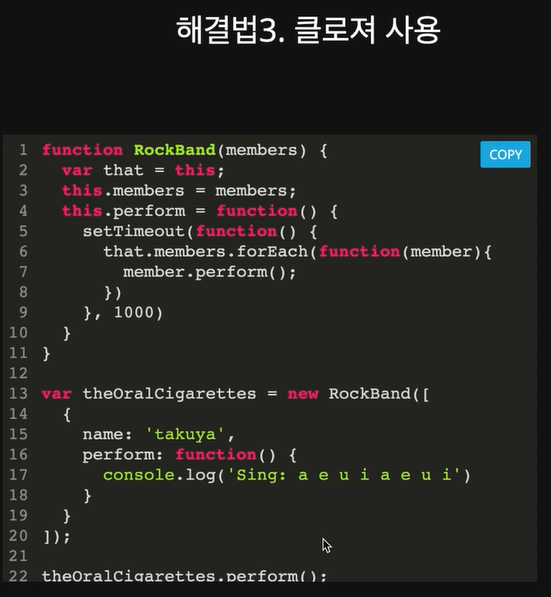 해결법3. 클로져 사용
COPY
1 function RockBand(members) {
2   var that = this;
3   this.members = members;
4   this.perform = function() {
5     setTimeout(function() {
6       that.members.forEach(function(member){
7         member.perform();
8       })
9     }, 1000)
10   }
11 }
12
13 var theOralCigarettes = new RockBand([
14   {
15     name: 'takuya',
16     perform: function() {
17       console.log('Sing: a e u i a e u i')
18     }
19   }
20 ]);
21
22 theOralCigarettes.perform();